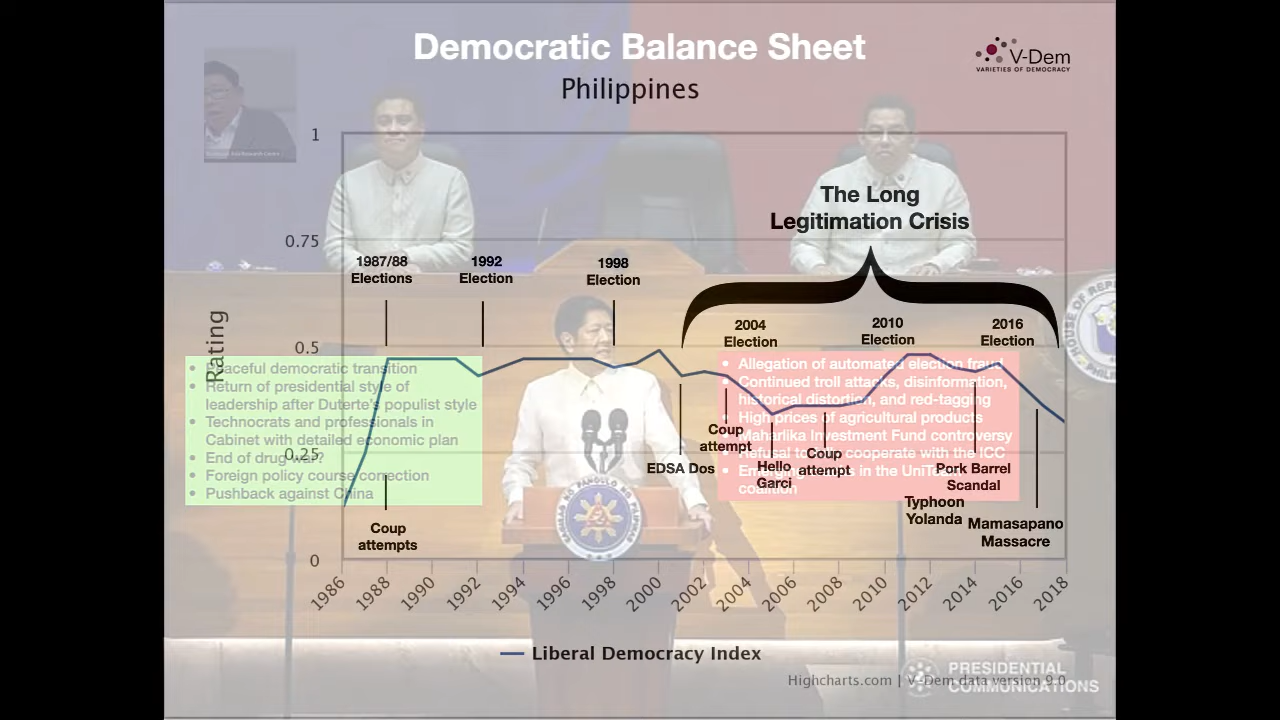 Democratic Balance Sheet
V-Dem
VARIETIES OF DEMOCRACY
Philippines
1
0.75
0.5
0.25
0
Rating
The Long
Legitimation Crisis
1987/88
Elections
1992
Election
1998
Election
2004
Election
2010
Election
2016
Election
• Peaceful democratic transition
• Return of presidential style of
leadership after Duterte's populist style
• Technocrats and professionals in
Cabinet with detailed economic plan
• End of drug war?
• Foreign policy course correction
• Pushback against China
• Allegation of automated election fraud
• Continued troll attacks, disinformation,
historical distortion, and red-tagging
• High prices of agricultural products
• Maharlika Investment Fund controversy
• Refusal to cooperate with the ICC
• in the
coalition
Coup
attempts
EDSA Dos
Coup
attempt
Hello
Garci
Coup
attempt
Pork Barrel
Scandal
Typhoon
Yolanda
Mamasapano
Massacre
HOUSE OF REPRE
1986 1988 1990 1992 1994 1996 1998 2000 2002 2004 2006 2008 2010 2012 2014 2016 2018
Liberal Democracy Index
Highcharts.com | V-Dem data version 9.0
PRESIDENTIAL
COMMUNICATIONS